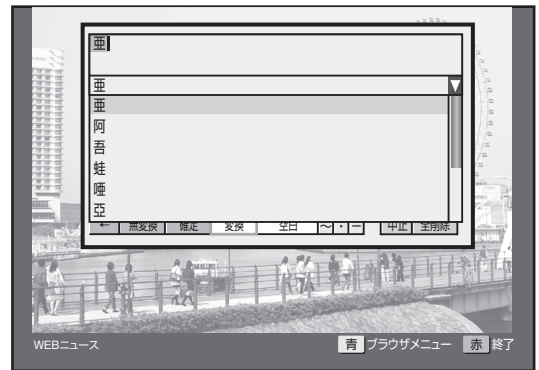 亜
亜
亜
阿
吾
蛙
唖
亞
← 無変換 確定 変換 空白 ～ ・ ー 中止 全削除
WEBニュース 青 ブラウザメニュー 赤 終了